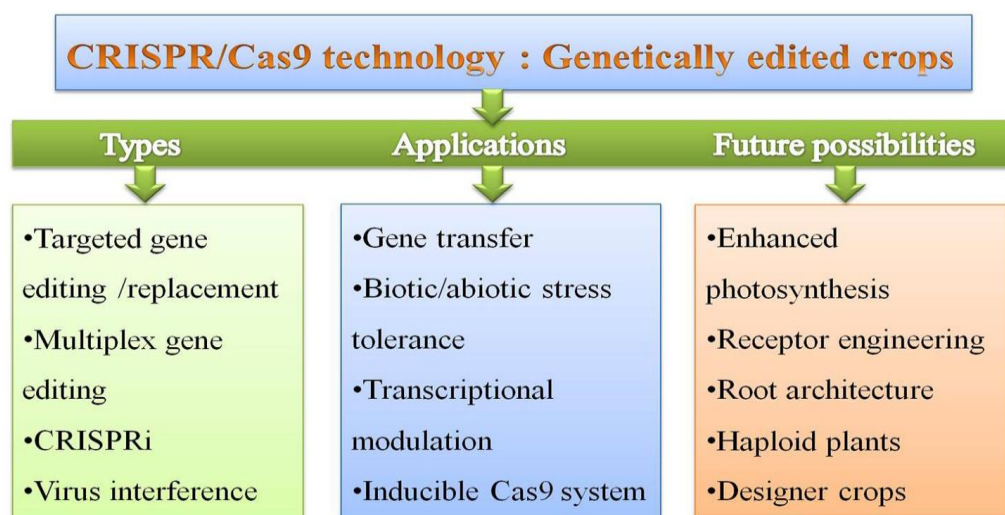 CRISPR/Cas9 technology : Genetically edited crops
Types
Applications
Future possibilities
•Targeted gene
editing /replacement
•Multiplex gene
editing
•CRISPRi
•Virus interference
•Gene transfer
•Biotic/abiotic stress
tolerance
•Transcriptional
modulation
•Inducible Cas9 system
•Enhanced
photosynthesis
•Receptor engineering
•Root architecture
•Haploid plants
•Designer crops